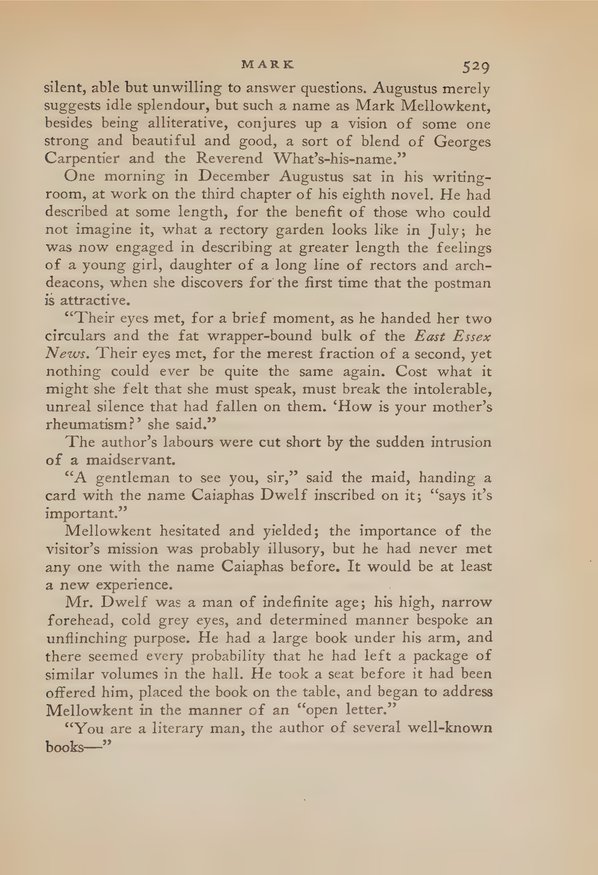 MARK 529
silent, able but unwilling to answer questions. Augustus merely
suggests idle splendour, but such a name as Mark Mellowkent,
besides being alliterative, conjures up a vision of some one
strong and beautiful and good, a sort of blend of Georges
Carpentier and the Reverend What's-his-name.”
One morning in December Augustus sat in his writing-
room, at work on the third chapter of his eighth novel. He had
described at some length, for the benefit of those who could
not imagine it, what a rectory garden looks like in July; he
was now engaged in describing at greater length the feelings
of a young girl, daughter of a long line of rectors and arch-
deacons, when she discovers for the first time that the postman
is attractive.
“Their eyes met, for a brief moment, as he handed her two
circulars and the fat wrapper-bound bulk of the East Essex
News. Their eyes met, for the merest fraction of a second, yet
nothing could ever be quite the same again. Cost what it
might she felt that she must speak, must break the intolerable,
unreal silence that had fallen on them. ‘How is your mother's
rheumatism?’ she said.”
The author's labours were cut short by the sudden intrusion
of a maidservant.
“A gentleman to see you, sir,” said the maid, handing a
card with the name Caiaphas Dwelf inscribed on it; “says it's
important.”
Mellowkent hesitated and yielded; the importance of the
visitor's mission was probably illusory, but he had never met
any one with the name Caiaphas before. It would be at least
a new experience.
Mr. Dwelf was a man of indefinite age; his high, narrow
forehead, cold grey eyes, and determined manner bespoke an
unflinching purpose. He had a large book under his arm, and
there seemed every probability that he had left a package of
similar volumes in the hall. He took a seat before it had been
offered him, placed the book on the table, and began to address
Mellowkent in the manner of an “open letter.”
“You are a literary man, the author of several well-known
books—”